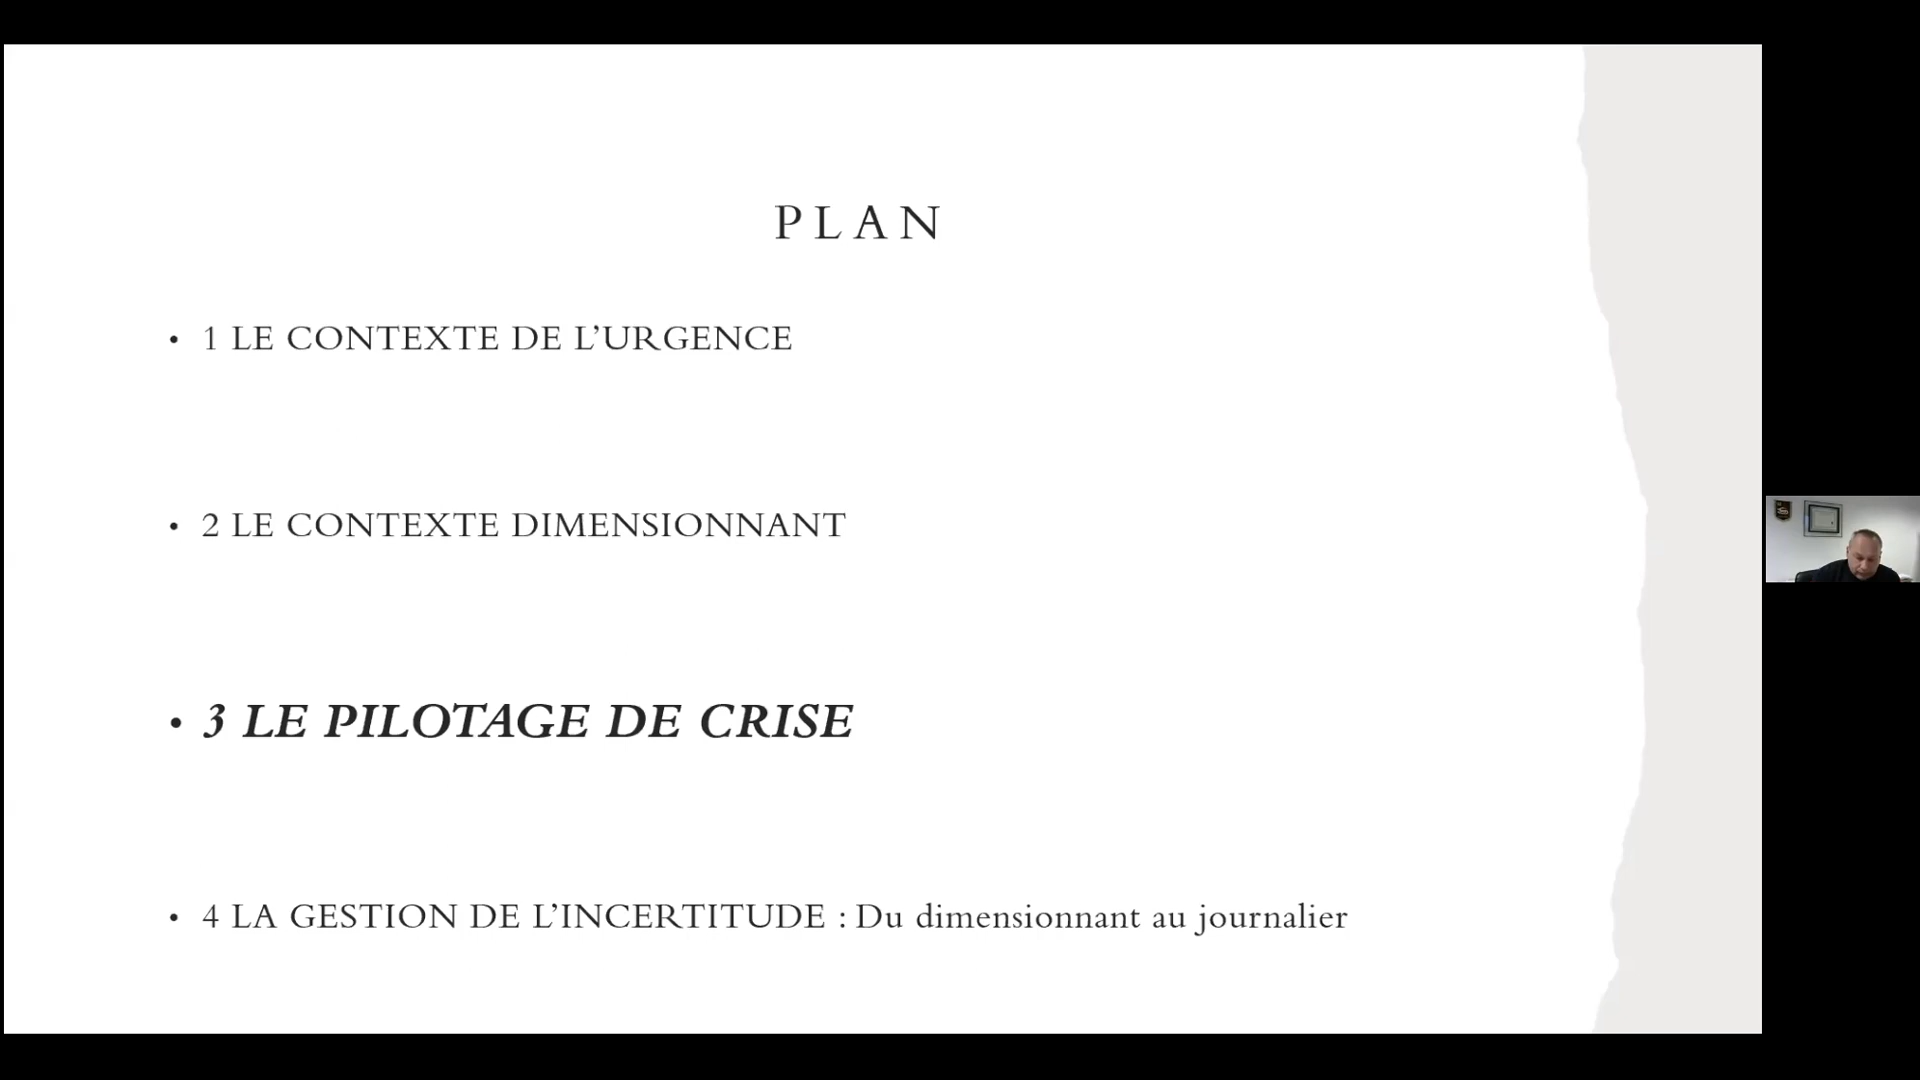 PLAN
• 1 LE CONTEXTE DE L’URGENCE
• 2 LE CONTEXTE DIMENSIONNANT
• 3 LE PILOTAGE DE CRISE
• 4 LA GESTION DE L’INCERTITUDE : Du dimensionnant au journalier